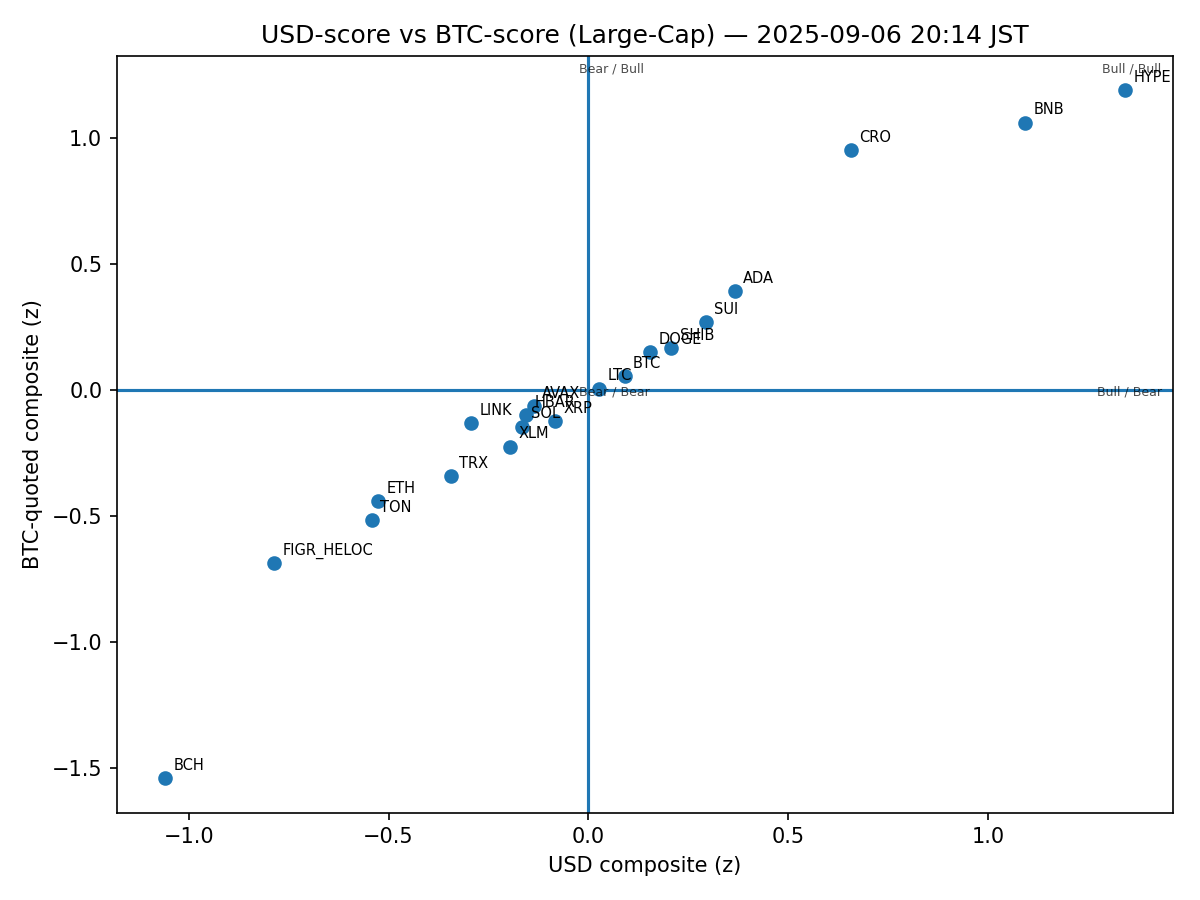 USD-score vs BTC-score (Large-Cap) — 2025-09-06 20:14 JST
Bear / Bull
Bull / Bull
HYPE
BNB
CRO
ADA
SUI
SHIB
DOGE
BTC
LTC
AVAX
Bear / Bear
Bull / Bear
HBAR
XRP
LINK
SOL
XLM
TRX
ETH
TON
FIGR_HELOC
BCH
1.0
0.5
0.0
−0.5
−1.0
−1.5
BTC-quoted composite (z)
−1.0
−0.5
0.0
0.5
1.0
USD composite (z)